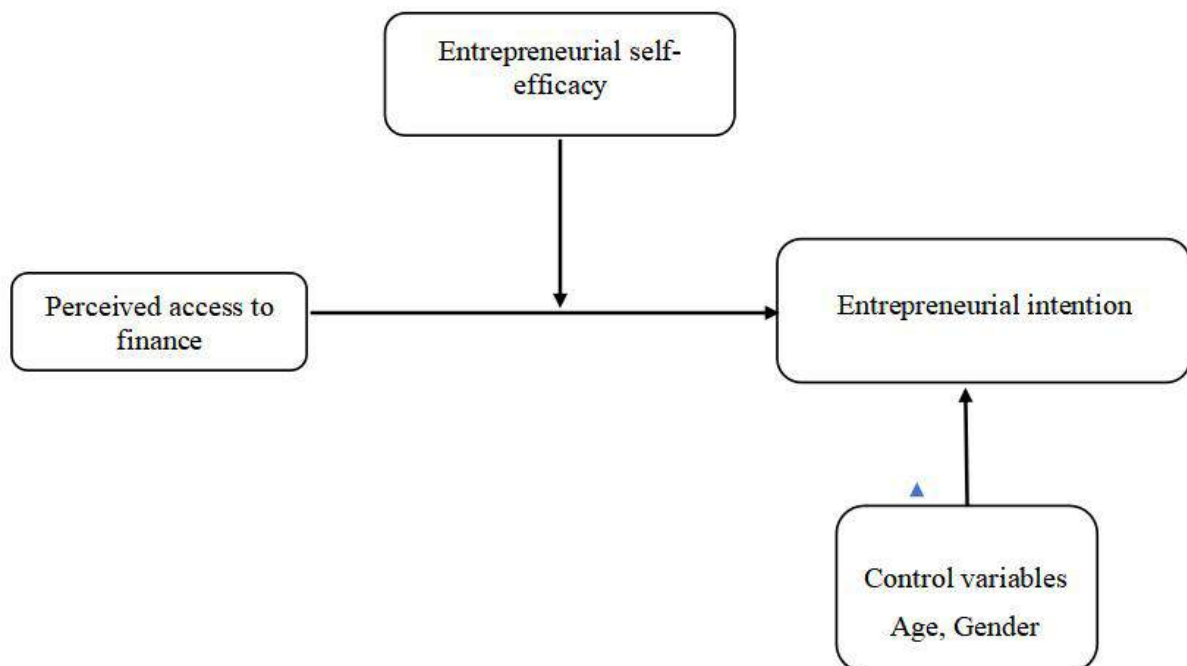 Entrepreneurial self-
efficacy
Perceived access to
finance
Entrepreneurial intention
Control variables
Age, Gender